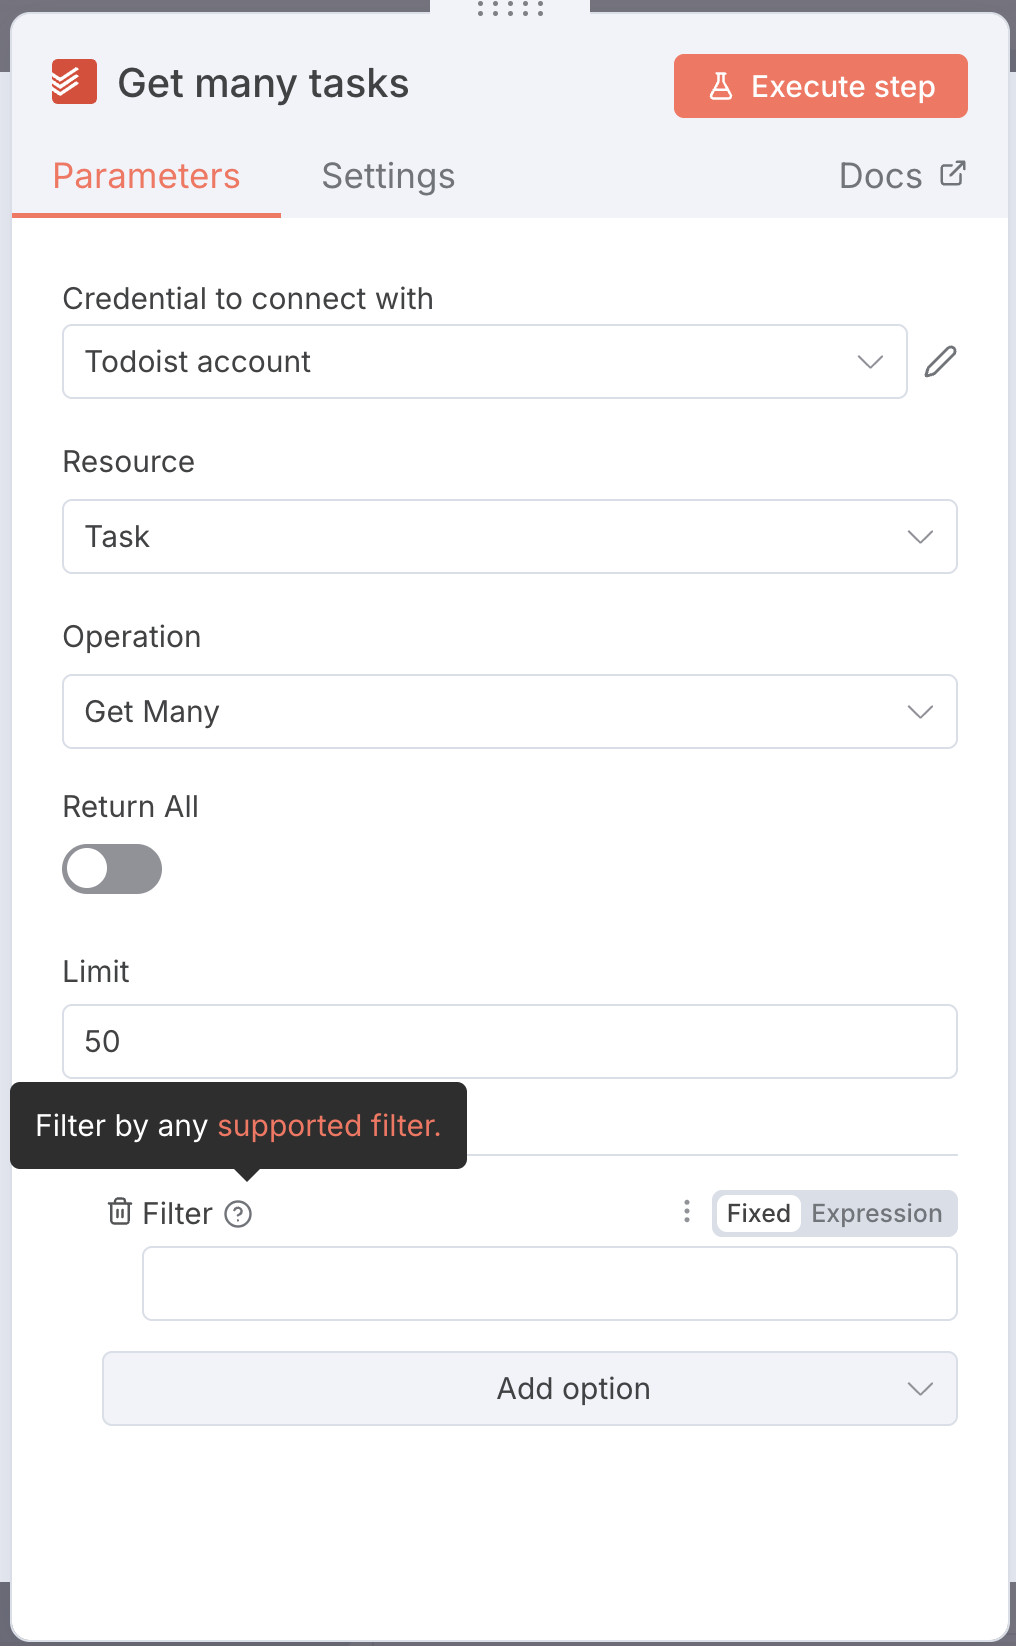 Get many tasks
Execute step
Parameters
Settings
Docs
Credential to connect with
Todoist account
Resource
Task
Operation
Get Many
Return All
Limit
50
Filter by any supported filter.
Filter
Fixed
Expression
Add option